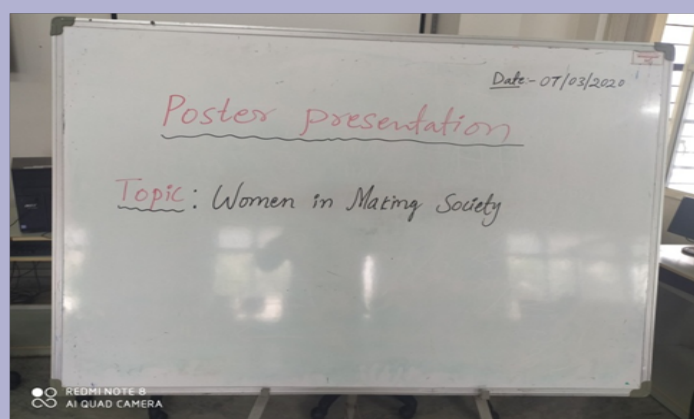 Date:- 07/03/2020
Poster presentation
Topic: Women in Making Society
REDMI NOTE 8
AI QUAD CAMERA